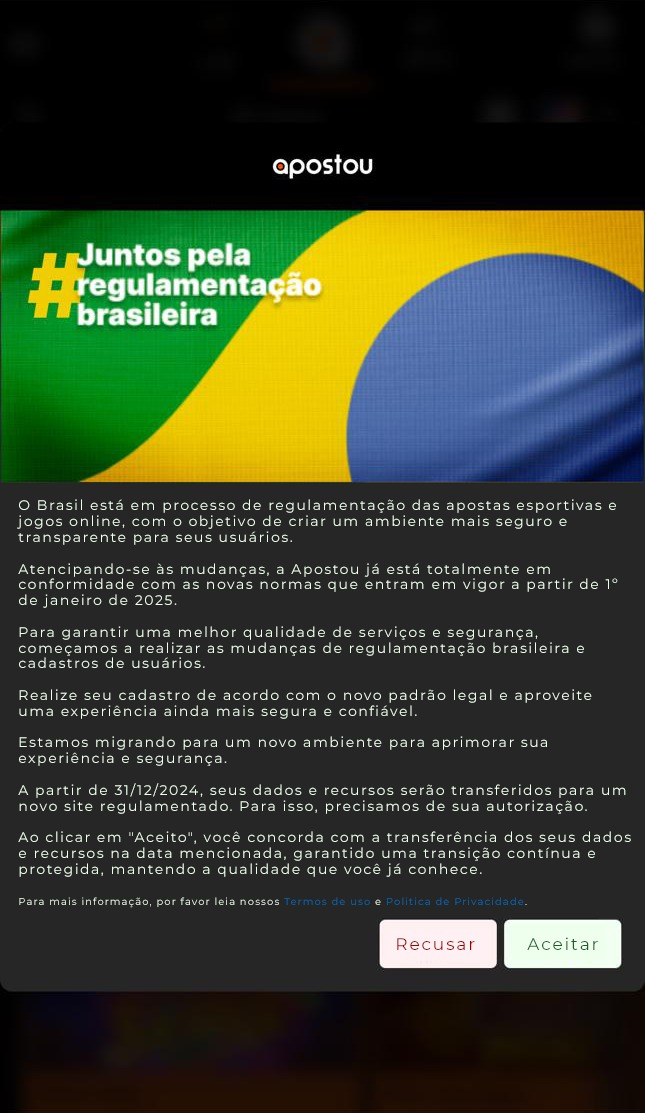 apostou
#Juntos pela
regulamentação
brasileira
O Brasil está em processo de regulamentação das apostas esportivas e
jogos online, com o objetivo de criar um ambiente mais seguro e
transparente para seus usuários.
Atencipando-se às mudanças, a Apostou já está totalmente em
conformidade com as novas normas que entram em vigor a partir de 1º
de janeiro de 2025.
Para garantir uma melhor qualidade de serviços e segurança,
começamos a realizar as mudanças de regulamentação brasileira e
cadastros de usuários.
Realize seu cadastro de acordo com o novo padrão legal e aproveite
uma experiência ainda mais segura e confiável.
Estamos migrando para um novo ambiente para aprimorar sua
experiência e segurança.
A partir de 31/12/2024, seus dados e recursos serão transferidos para um
novo site regulamentado. Para isso, precisamos de sua autorização.
Ao clicar em "Aceito", você concorda com a transferência dos seus dados
e recursos na data mencionada, garantido uma transição contínua e
protegida, mantendo a qualidade que você já conhece.
Para mais informação, por favor leia nossos Termos de uso e Politica de Privacidade.
Recusar Aceitar